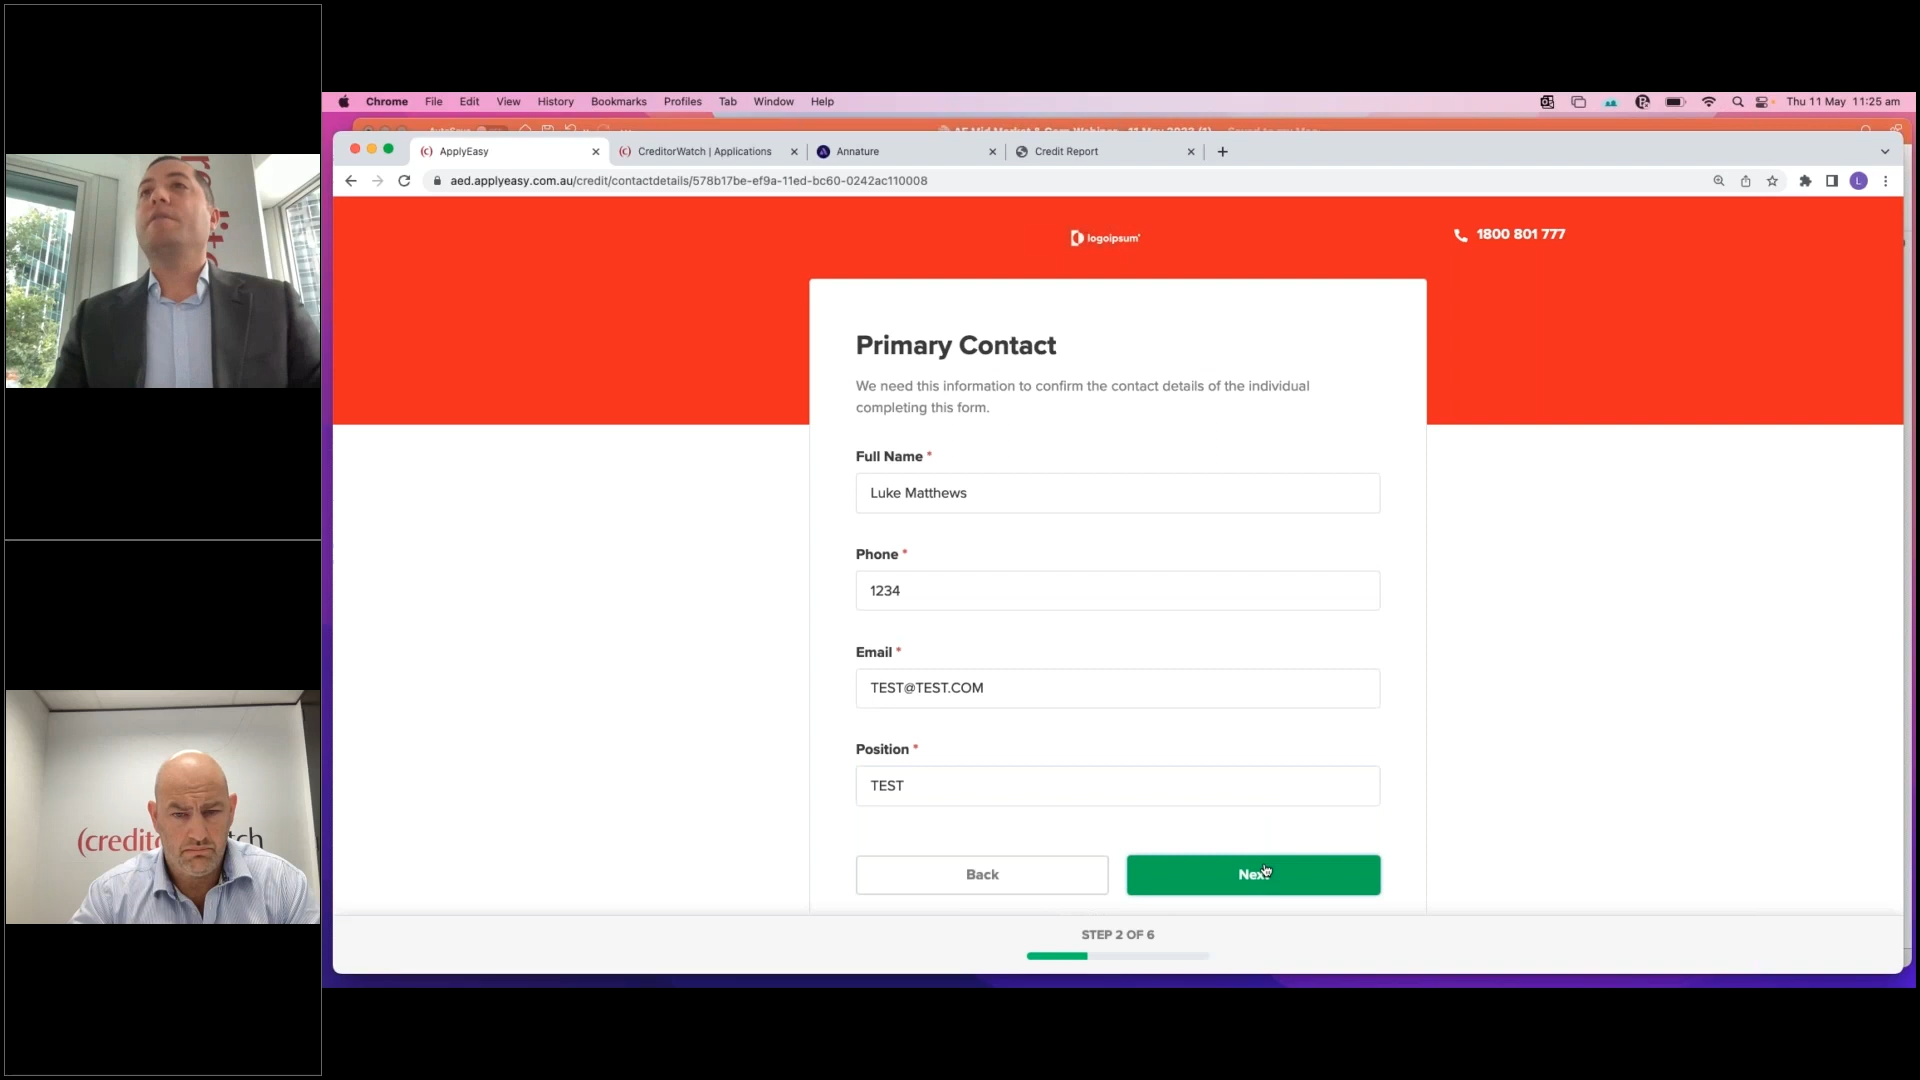 Chrome File Edit View History Bookmarks Profiles Tab Window Help
Thu 11 May 11:25 am
ApplyEasy
CreditorWatch | Applications
Annature
Credit Report
aed.applyeasy.com.au/credit/contactdetails/578b17be-ef9a-11ed-bc60-0242ac110008
L
logoipsum
1800 801 777
Primary Contact
We need this information to confirm the contact details of the individual
completing this form.
Full Name *
Luke Matthews
Phone *
1234
Email *
TEST@TEST.COM
Position *
TEST
Back
Next
STEP 2 OF 6